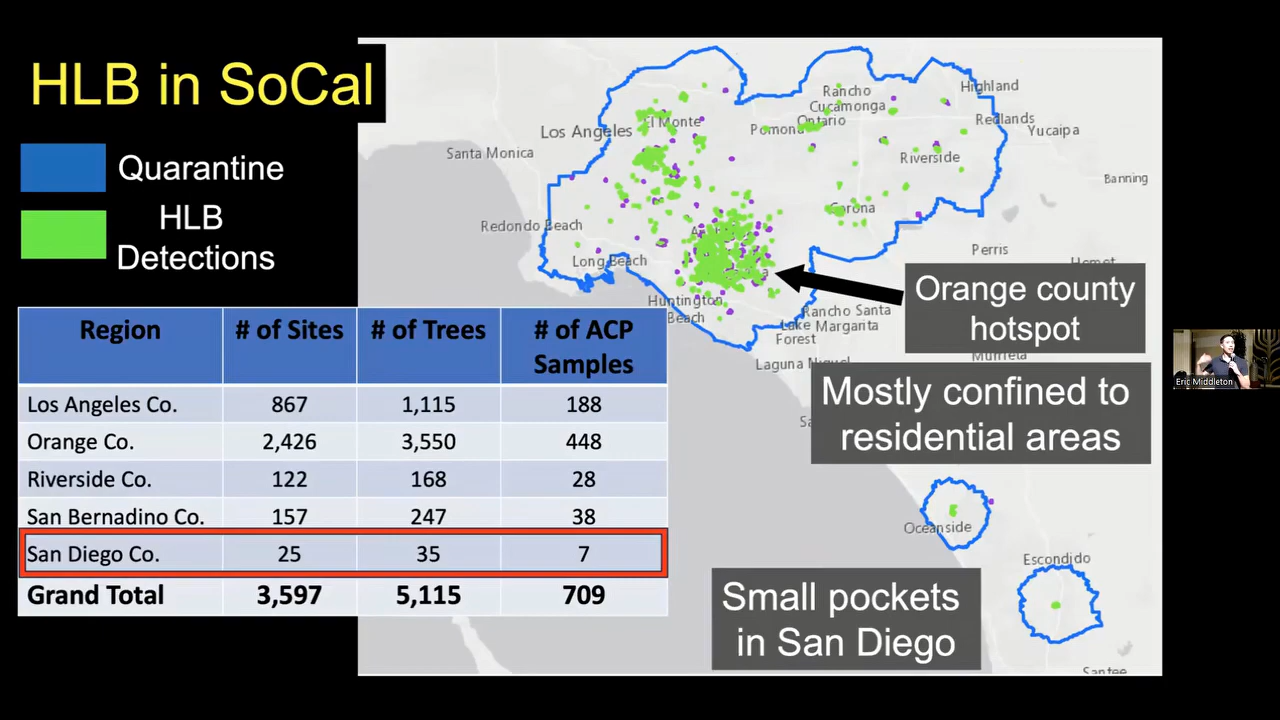 HLB in SoCal
Quarantine
HLB
Detections
Region # of Sites # of Trees # of ACP
Samples
Los Angeles Co. 867 1,115 188
Orange Co. 2,426 3,550 448
Riverside Co. 122 168 28
San Bernadino Co. 157 247 38
San Diego Co. 25 35 7
Grand Total 3,597 5,115 709
Highland
Rancho
Cucamonga
Los Angeles
El Monte
Pomona
Ontario
Redlands
Yucaipa
Santa Monica
Riverside
Banning
Redondo Beach
Corona
Perris
Long Beach
Huntington
Beach
Rancho Santa
Margarita
Lake
Forest
Laguna Niguel
Murrieta
Orange county
hotspot
Mostly confined to
residential areas
Oceanside
Escondido
Small pockets
in San Diego
Santee
Eric Middleton